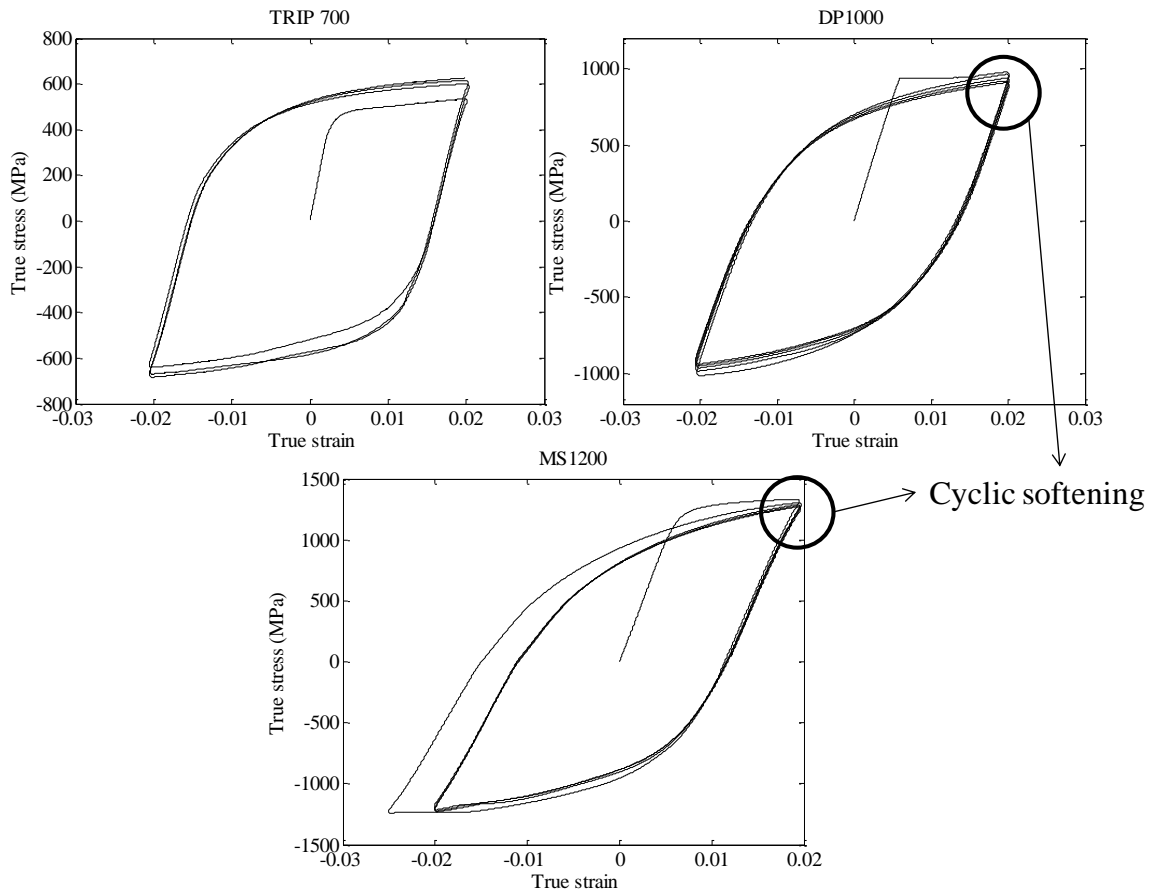 TRIP 700
800
600
400
200
0
-200
-400
-600
-800
True stress (MPa)
-0.03 -0.02 -0.01 0 0.01 0.02 0.03
True strain
DP1000
1000
500
0
-500
-1000
True stress (MPa)
-0.03 -0.02 -0.01 0 0.01 0.02 0.03
True strain
MS1200
1500
1000
500
0
-500
-1000
-1500
True stress (MPa)
-0.03 -0.02 -0.01 0 0.01 0.02
True strain
Cyclic softening